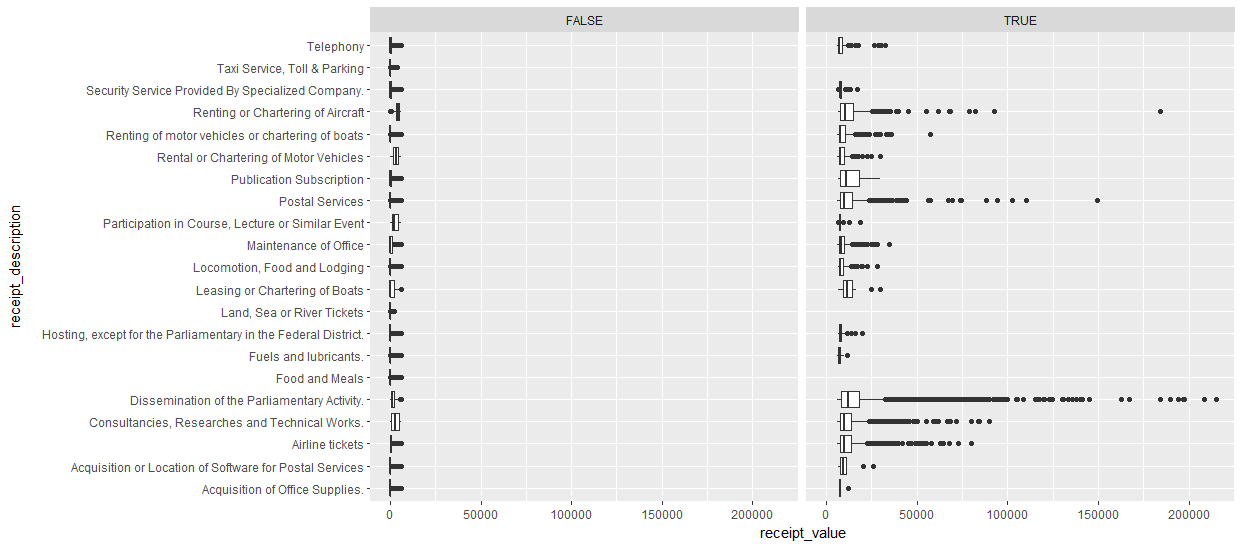 FALSE
TRUE
receipt_description
Telephony
Taxi Service, Toll & Parking
Security Service Provided By Specialized Company.
Renting or Chartering of Aircraft
Renting of motor vehicles or chartering of boats
Rental or Chartering of Motor Vehicles
Publication Subscription
Postal Services
Participation in Course, Lecture or Similar Event
Maintenance of Office
Locomotion, Food and Lodging
Leasing or Chartering of Boats
Land, Sea or River Tickets
Hosting, except for the Parliamentary in the Federal District.
Fuels and lubricants.
Food and Meals
Dissemination of the Parliamentary Activity.
Consultancies, Researches and Technical Works.
Airline tickets
Acquisition or Location of Software for Postal Services
Acquisition of Office Supplies.
0 50000 100000 150000 200000
0 50000 100000 150000 200000
receipt_value